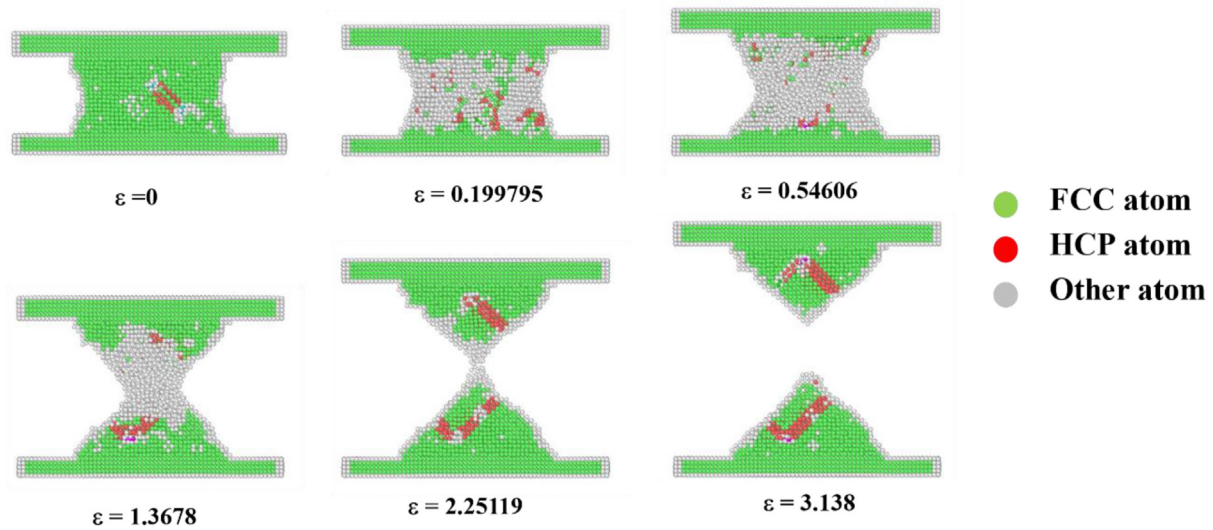 ε =0
ε = 0.199795
ε = 0.54606
FCC atom
HCP atom
Other atom
ε = 1.3678
ε = 2.25119
ε = 3.138